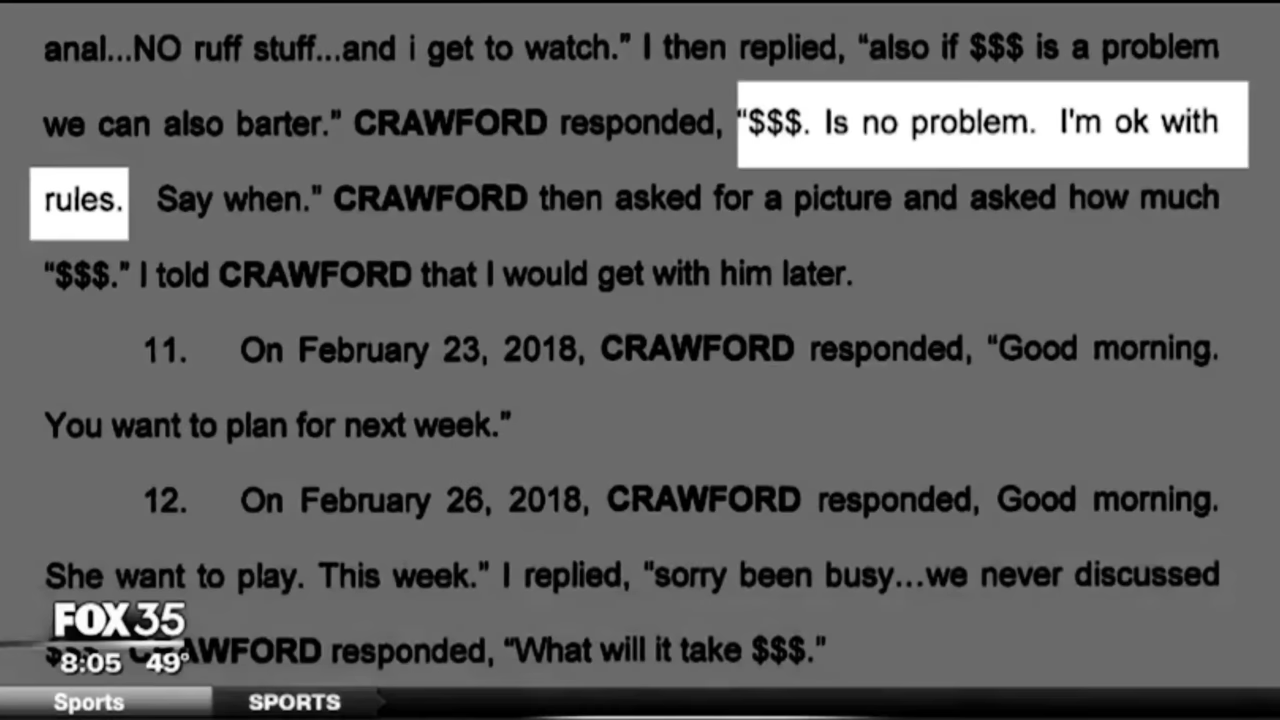 anal...NO ruff stuff...and i get to watch.” I then replied, “also if $$$ is a problem
we can also barter.” CRAWFORD responded, “$$$. Is no problem. I'm ok with
rules. Say when.” CRAWFORD then asked for a picture and asked how much
“$$$.” I told CRAWFORD that I would get with him later.
11. On February 23, 2018, CRAWFORD responded, “Good morning.
You want to plan for next week.”
12. On February 26, 2018, CRAWFORD responded, Good morning.
She want to play. This week.” I replied, “sorry been busy...we never discussed
CRAWFORD responded, “What will it take $$$.”
FOX 35
8:05 49°
Sports SPORTS